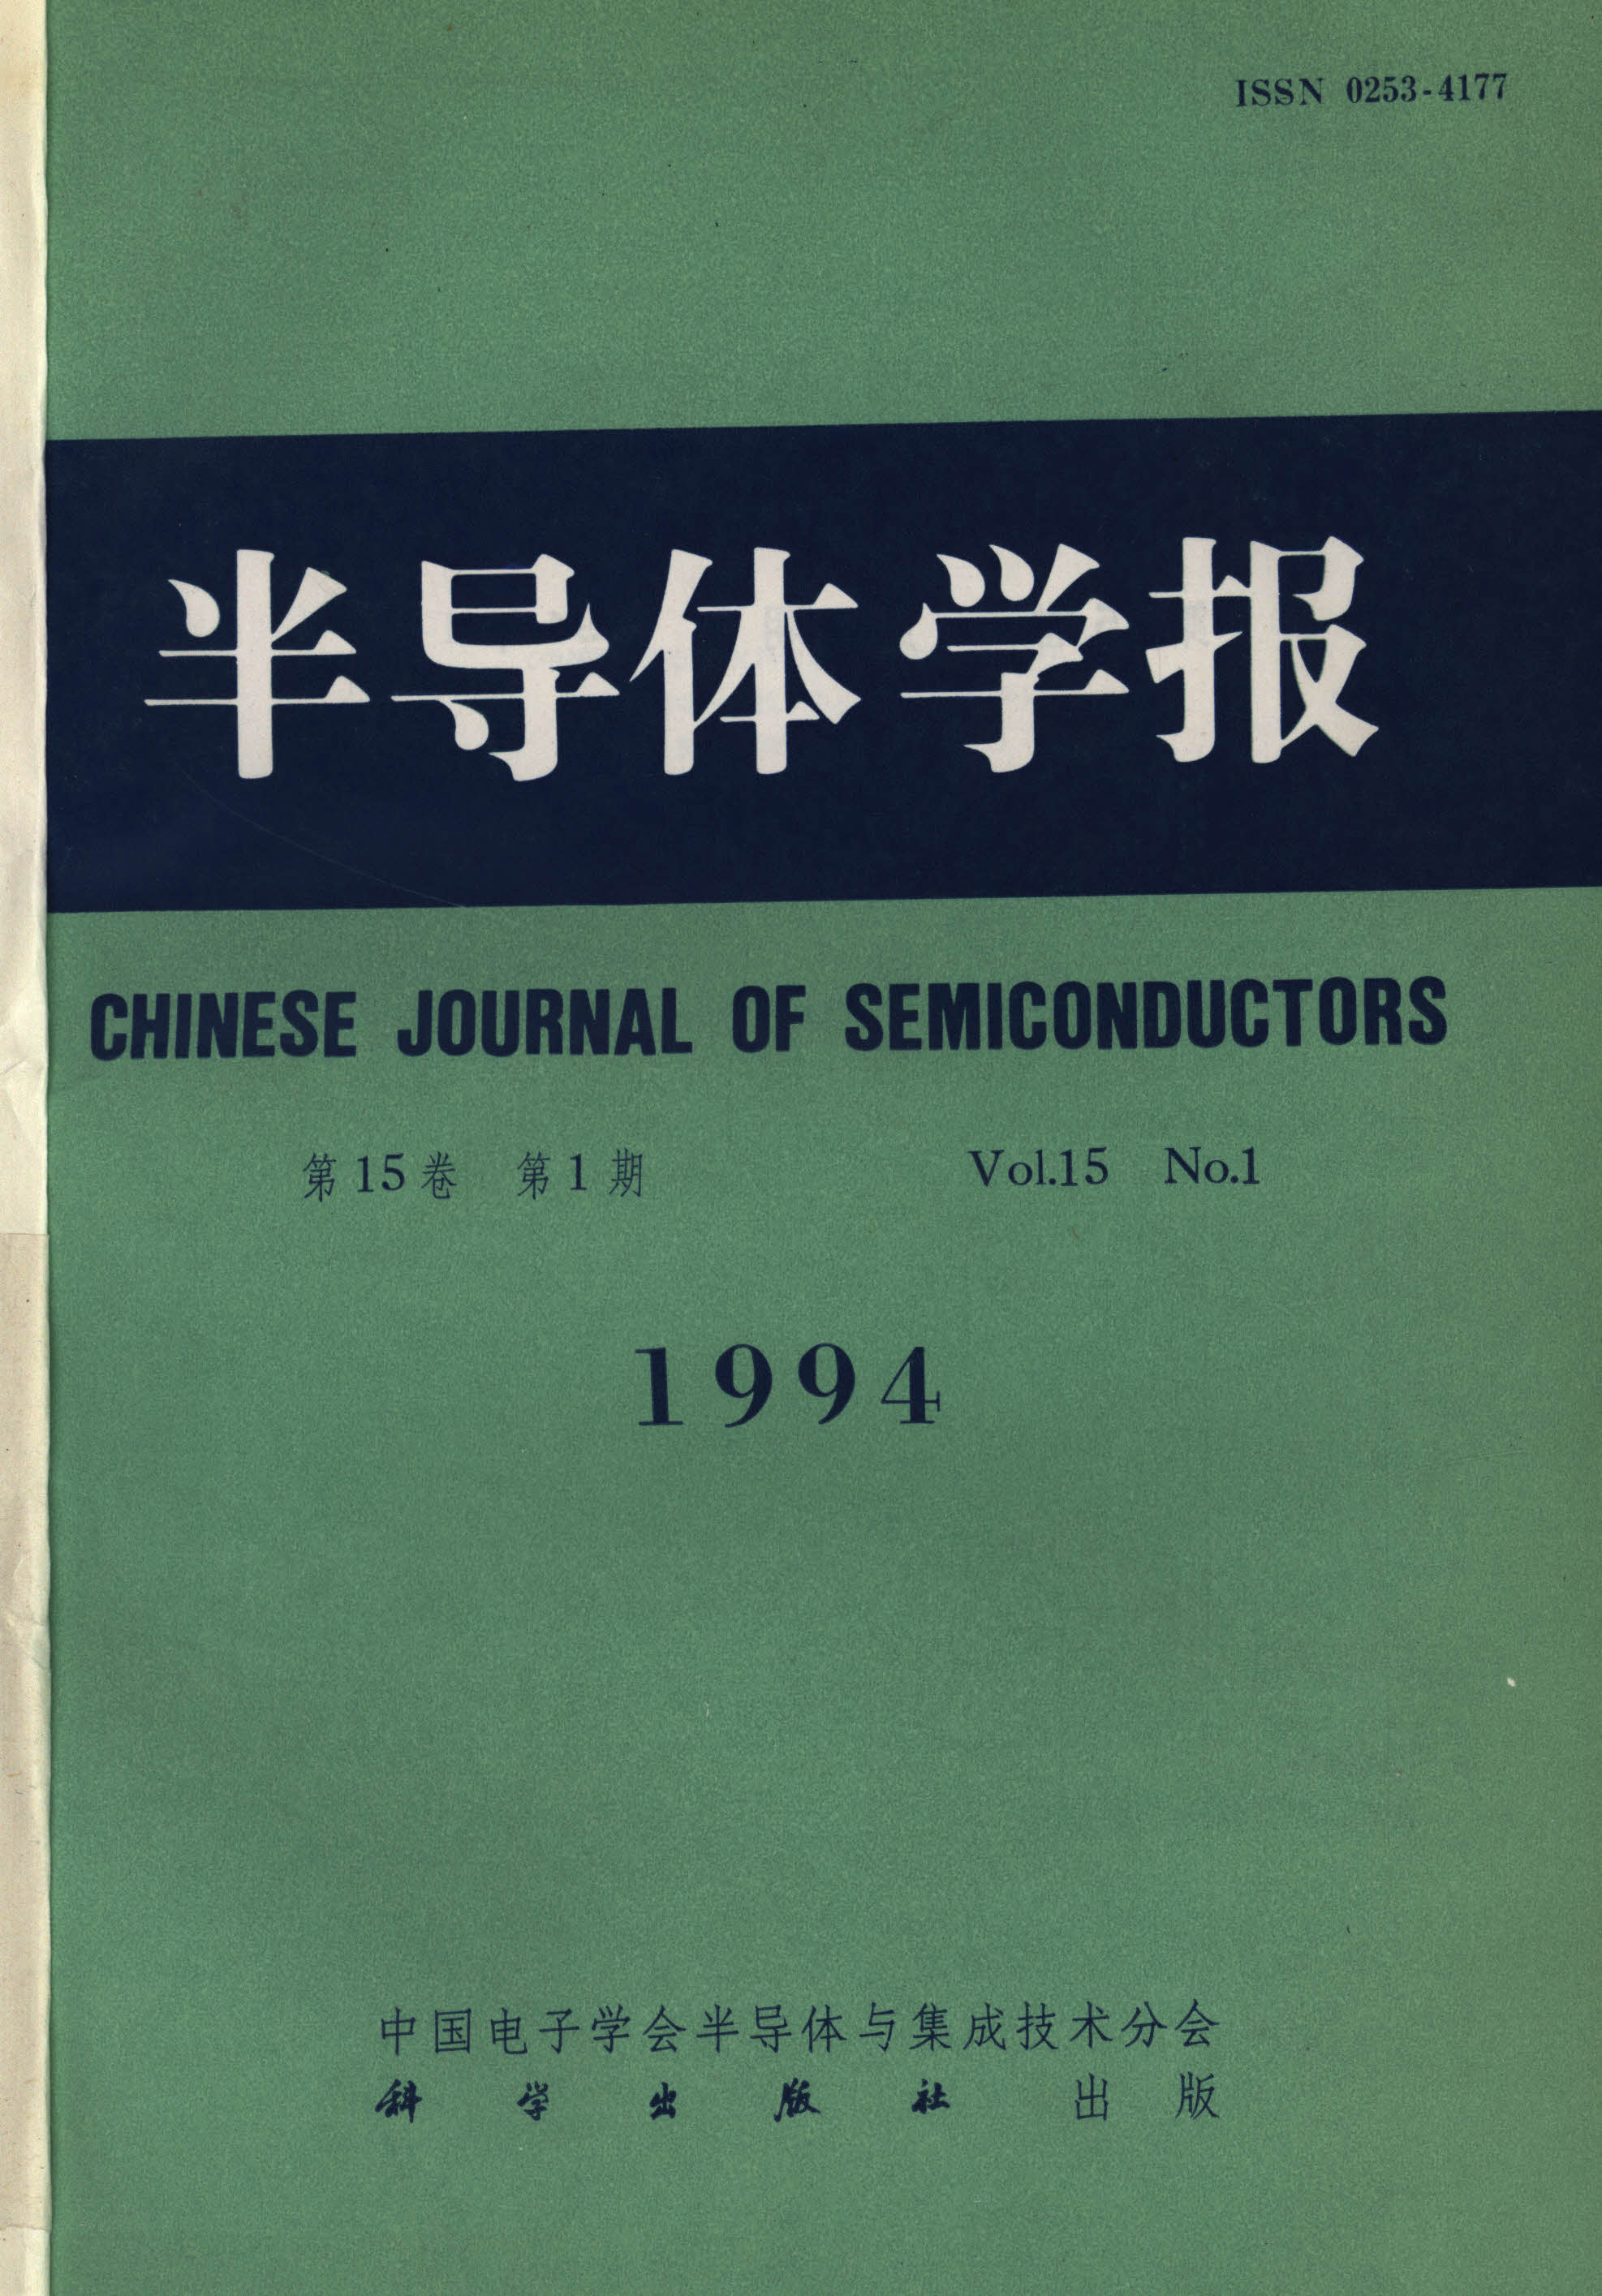 ISSN 0253-4177
半导体学报
CHINESE JOURNAL OF SEMICONDUCTORS
第15卷 第1期 Vol.15 No.1
1994
中国电子学会半导体与集成技术分会
科学出版社 出版